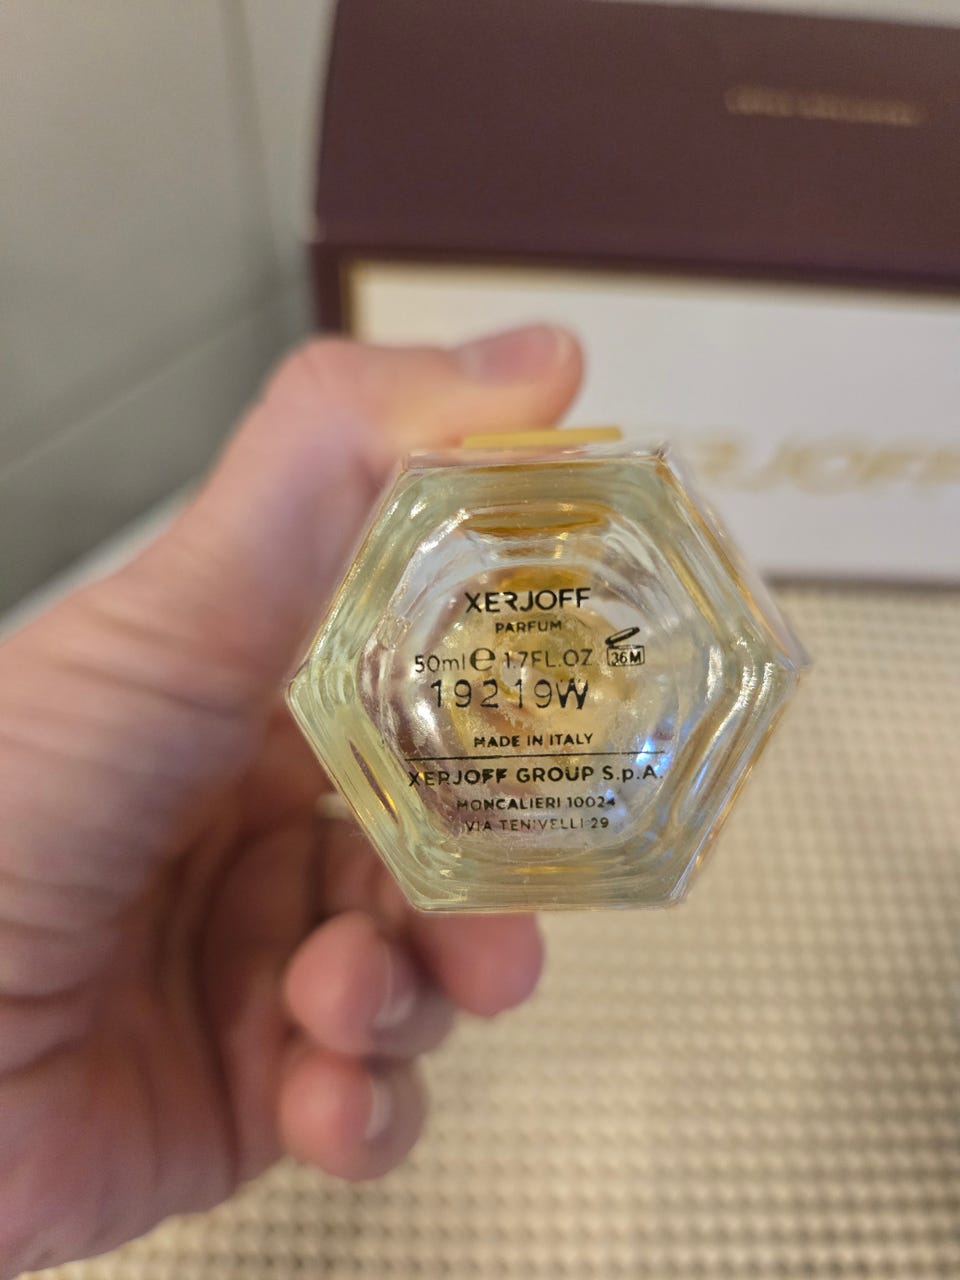 XERJOFF
PARFUM
50ml ℮ 1.7FL.OZ 36M
19219W
MADE IN ITALY
XERJOFF GROUP S.p.A.
MONCALIERI 10024
VIA TENIVELLI 29